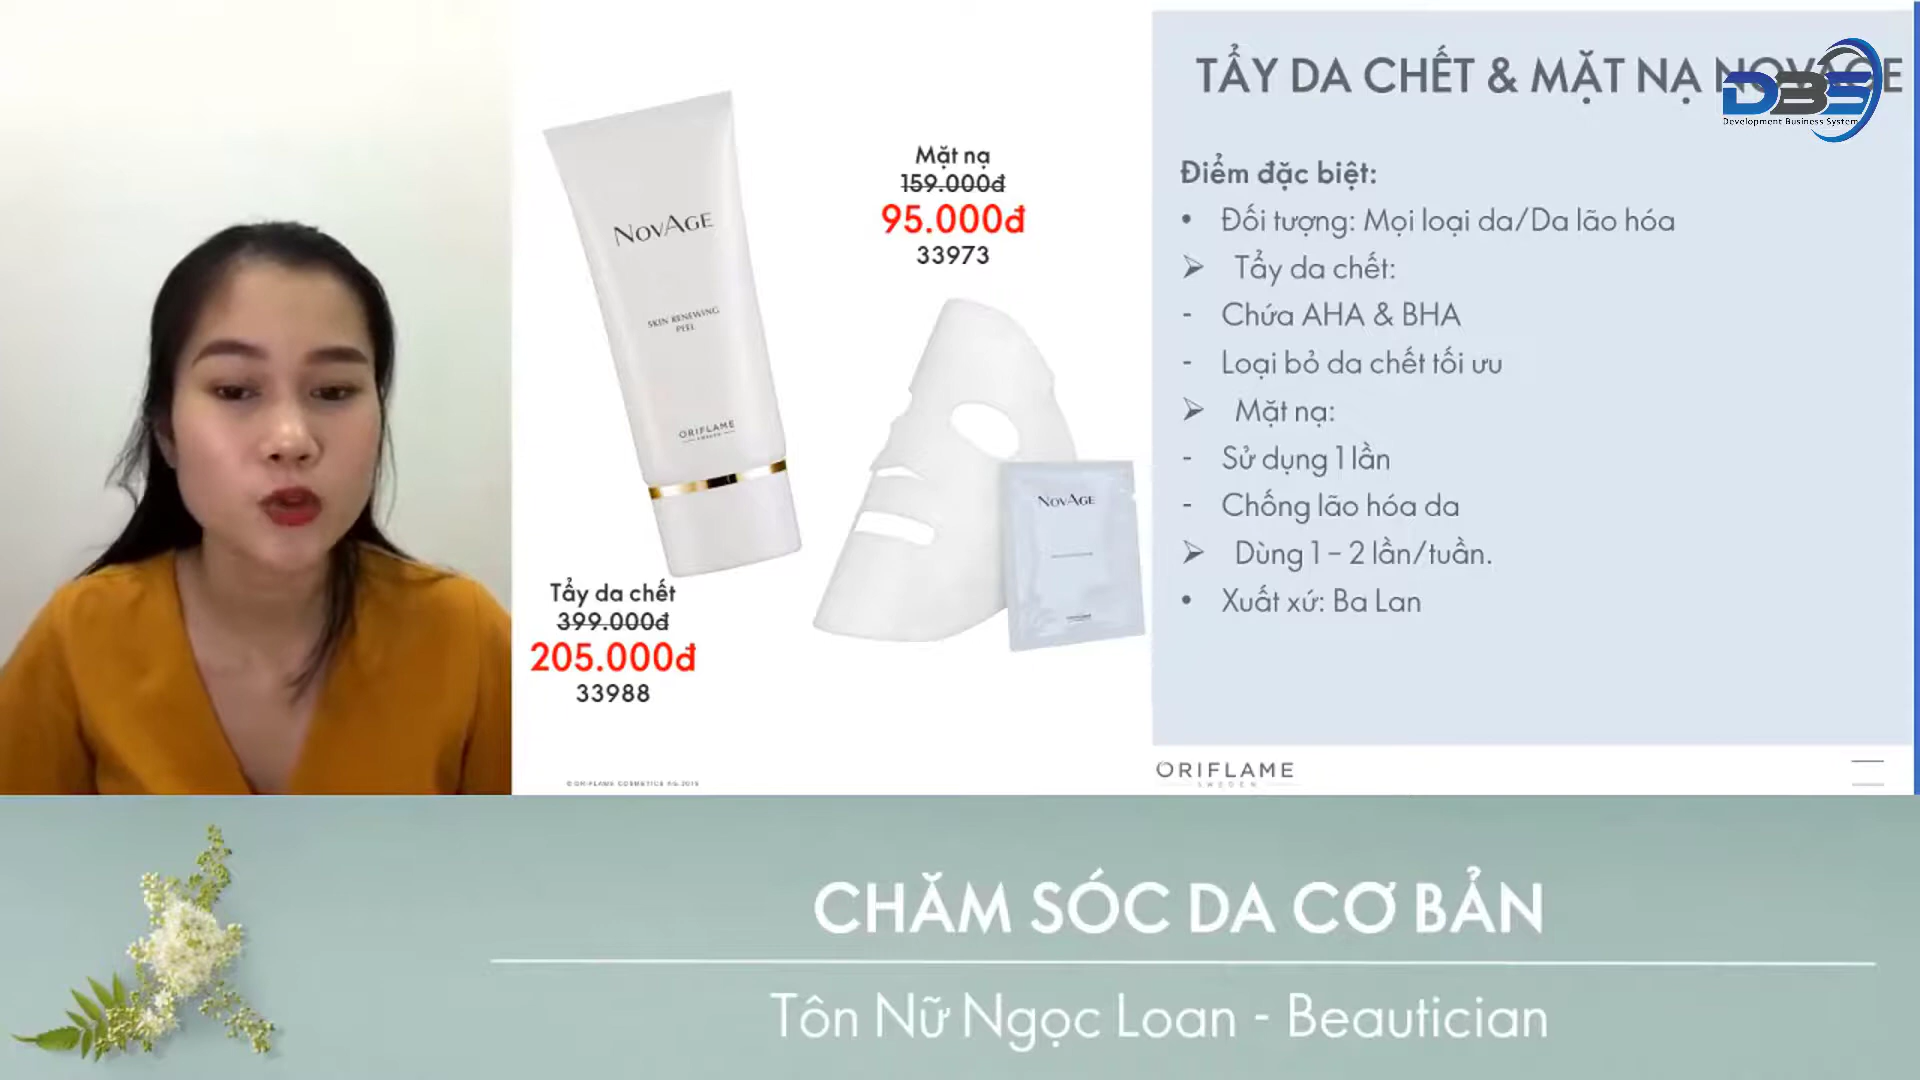 TẨY DA CHẾT & MẶT NẠ NOVAGE
DBS
Development Business System
Mặt nạ
159.000đ
95.000đ
33973
NOVAGE
SKIN RENEWING
PEEL
ORIFLAME
SWEDEN
NOVAGE
Tẩy da chết
399.000đ
205.000đ
33988
Điểm đặc biệt:
• Đối tượng: Mọi loại da/Da lão hóa
➢ Tẩy da chết:
- Chứa AHA & BHA
- Loại bỏ da chết tối ưu
➢ Mặt nạ:
- Sử dụng 1 lần
- Chống lão hóa da
➢ Dùng 1 – 2 lần/tuần.
• Xuất xứ: Ba Lan
ORIFLAME
SWEDEN
CHĂM SÓC DA CƠ BẢN
Tôn Nữ Ngọc Loan - Beautician